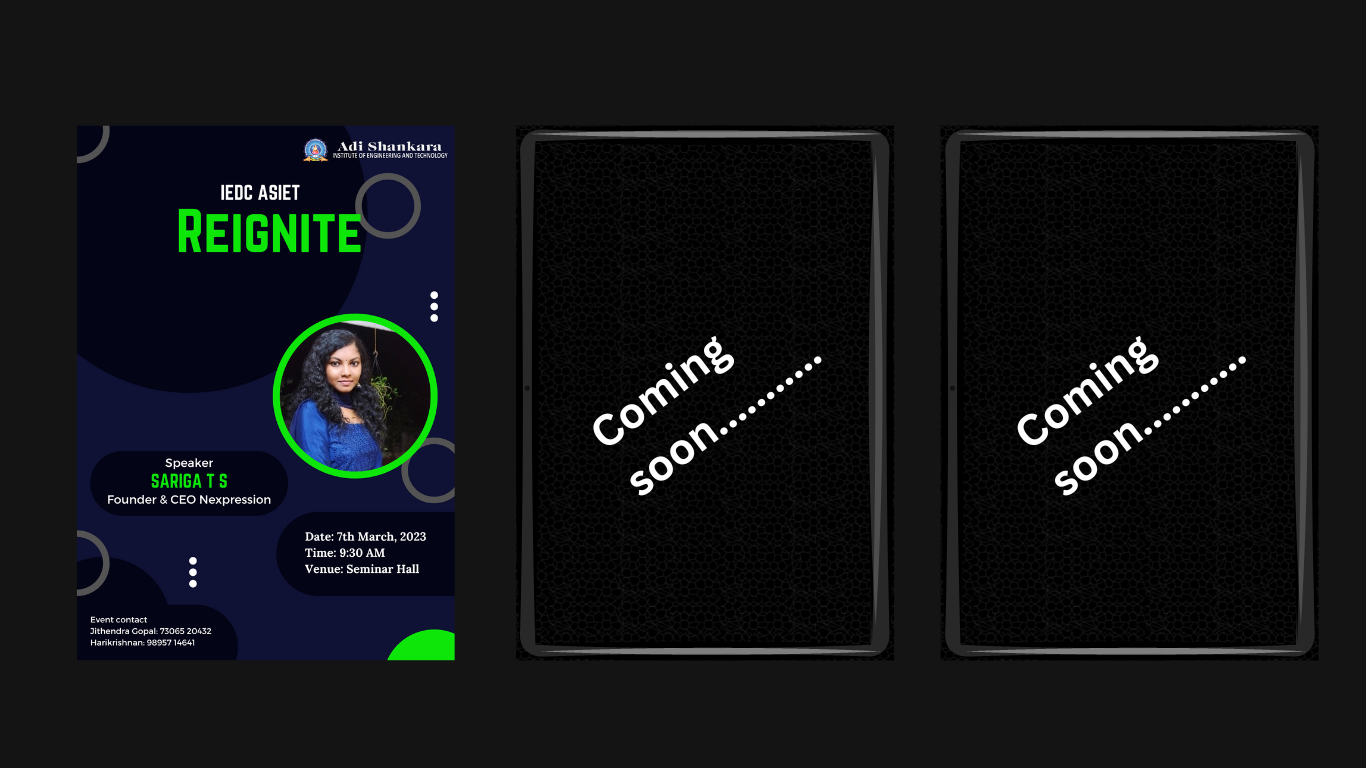 Adi Shankara
INSTITUTE OF ENGINEERING AND TECHNOLOGY
IEDC ASIET
REIGNITE
Speaker
SARIGA T S
Founder & CEO Nexpression
Date: 7th March, 2023
Time: 9:30 AM
Venue: Seminar Hall
Event contact
Jithendra Gopal: 73065 20432
Harikrishnan: 98957 14641
Coming
soon...........
Coming
soon...........